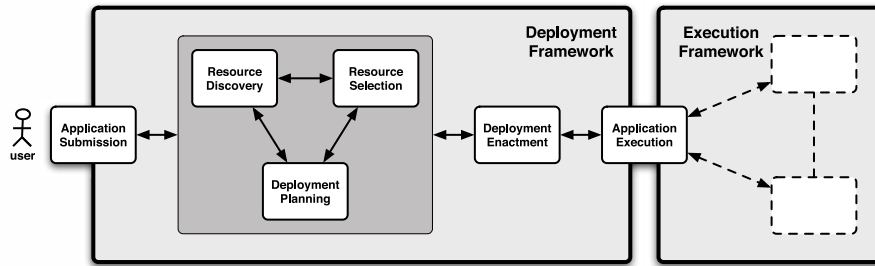 Deployment
Framework
Execution
Framework
Resource
Discovery
Resource
Selection
user
Application
Submission
Deployment
Enactment
Application
Execution
Deployment
Planning